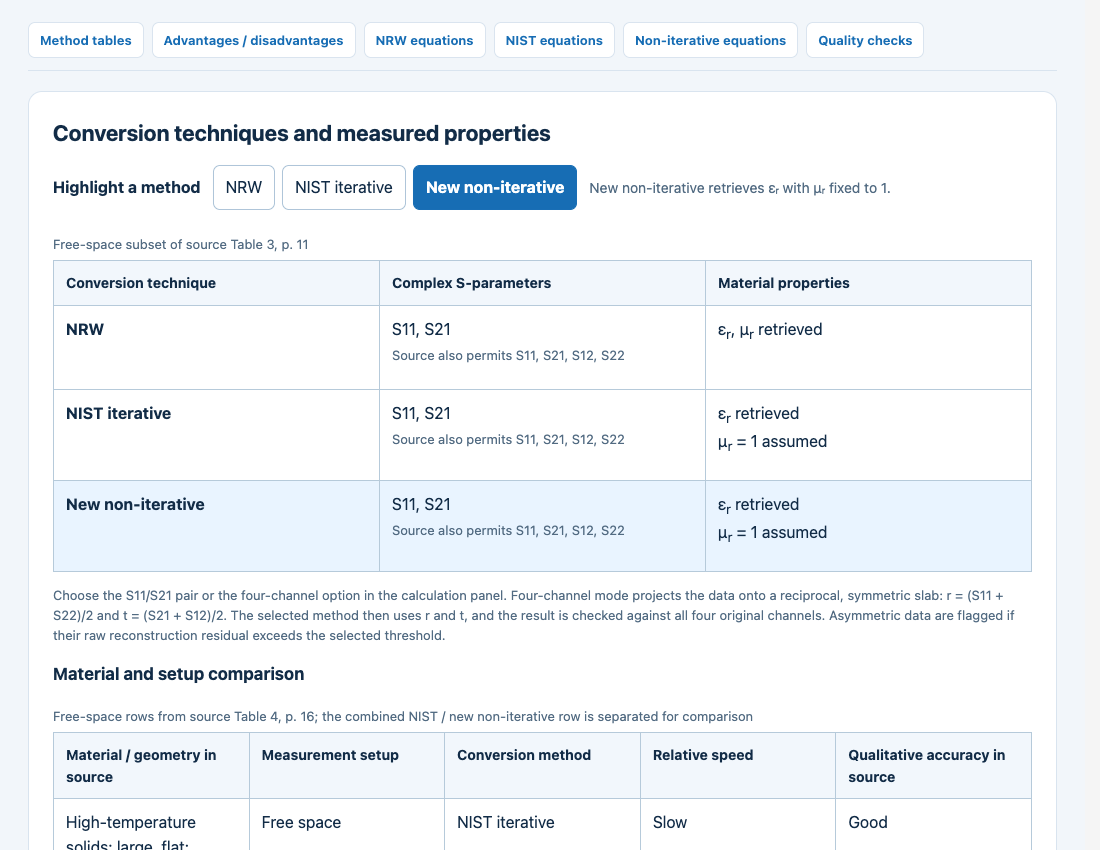 Method tables
Advantages / disadvantages
NRW equations
NIST equations
Non-iterative equations
Quality checks
Conversion techniques and measured properties
Highlight a method
NRW
NIST iterative
New non-iterative
New non-iterative retrieves εᵣ with μᵣ fixed to 1.
Free-space subset of source Table 3, p. 11
Conversion technique
Complex S-parameters
Material properties
NRW
S11, S21
Source also permits S11, S21, S12, S22
εr, μr retrieved
NIST iterative
S11, S21
Source also permits S11, S21, S12, S22
εr retrieved
μr = 1 assumed
New non-iterative
S11, S21
Source also permits S11, S21, S12, S22
εr retrieved
μr = 1 assumed
Choose the S11/S21 pair or the four-channel option in the calculation panel. Four-channel mode projects the data onto a reciprocal, symmetric slab: r = (S11 +
S22)/2 and t = (S21 + S12)/2. The selected method then uses r and t, and the result is checked against all four original channels. Asymmetric data are flagged if
their raw reconstruction residual exceeds the selected threshold.
Material and setup comparison
Free-space rows from source Table 4, p. 16; the combined NIST / new non-iterative row is separated for comparison
Material / geometry in
source
Measurement setup
Conversion method
Relative speed
Qualitative accuracy in
source
High-temperature
solids; large, flat;
Free space
NIST iterative
Slow
Good